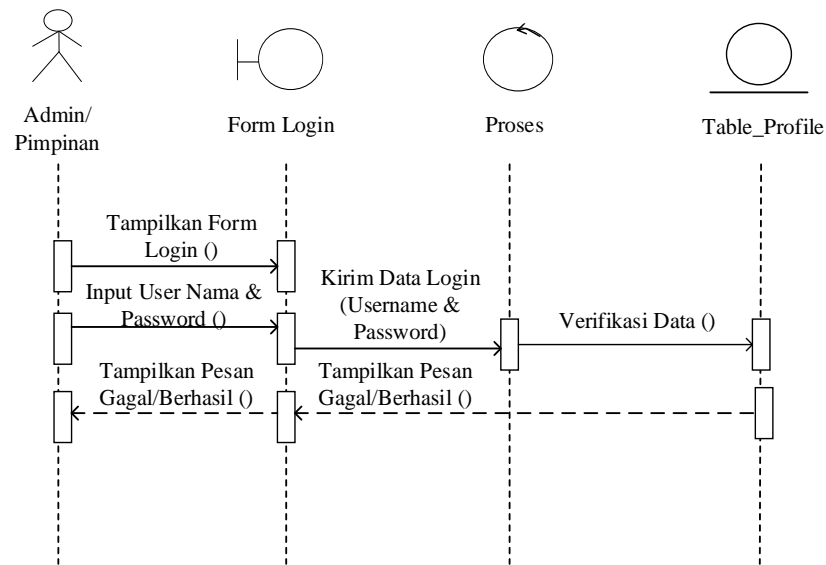 Admin/
Pimpinan
Form Login
Proses
Table_Profile
Tampilkan Form
Login ()
Input User Nama &
Password ()
Kirim Data Login
(Username &
Password)
Verifikasi Data ()
Tampilkan Pesan
Gagal/Berhasil ()
Tampilkan Pesan
Gagal/Berhasil ()